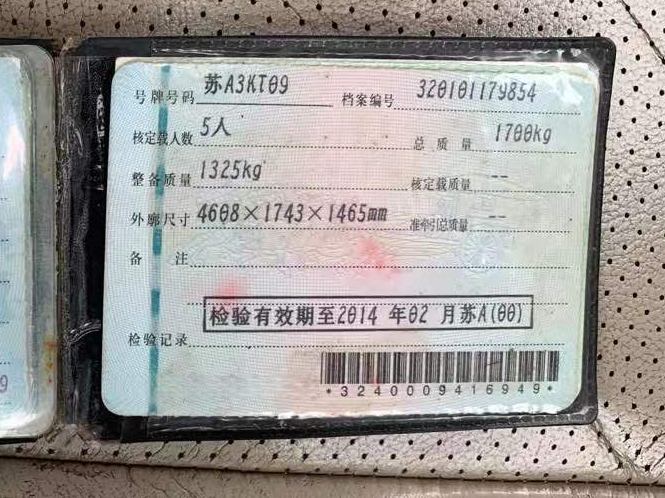 号牌号码 苏A3KT09 档案编号 320101179854
核定载人数 5人 总质量 1700kg
整备质量 1325kg 核定载质量 --
外廓尺寸 4608×1743×1465mm 准牵引总质量 --
备注
检验记录 检验有效期至2014年02月苏A(00)
*3240009416949*
9